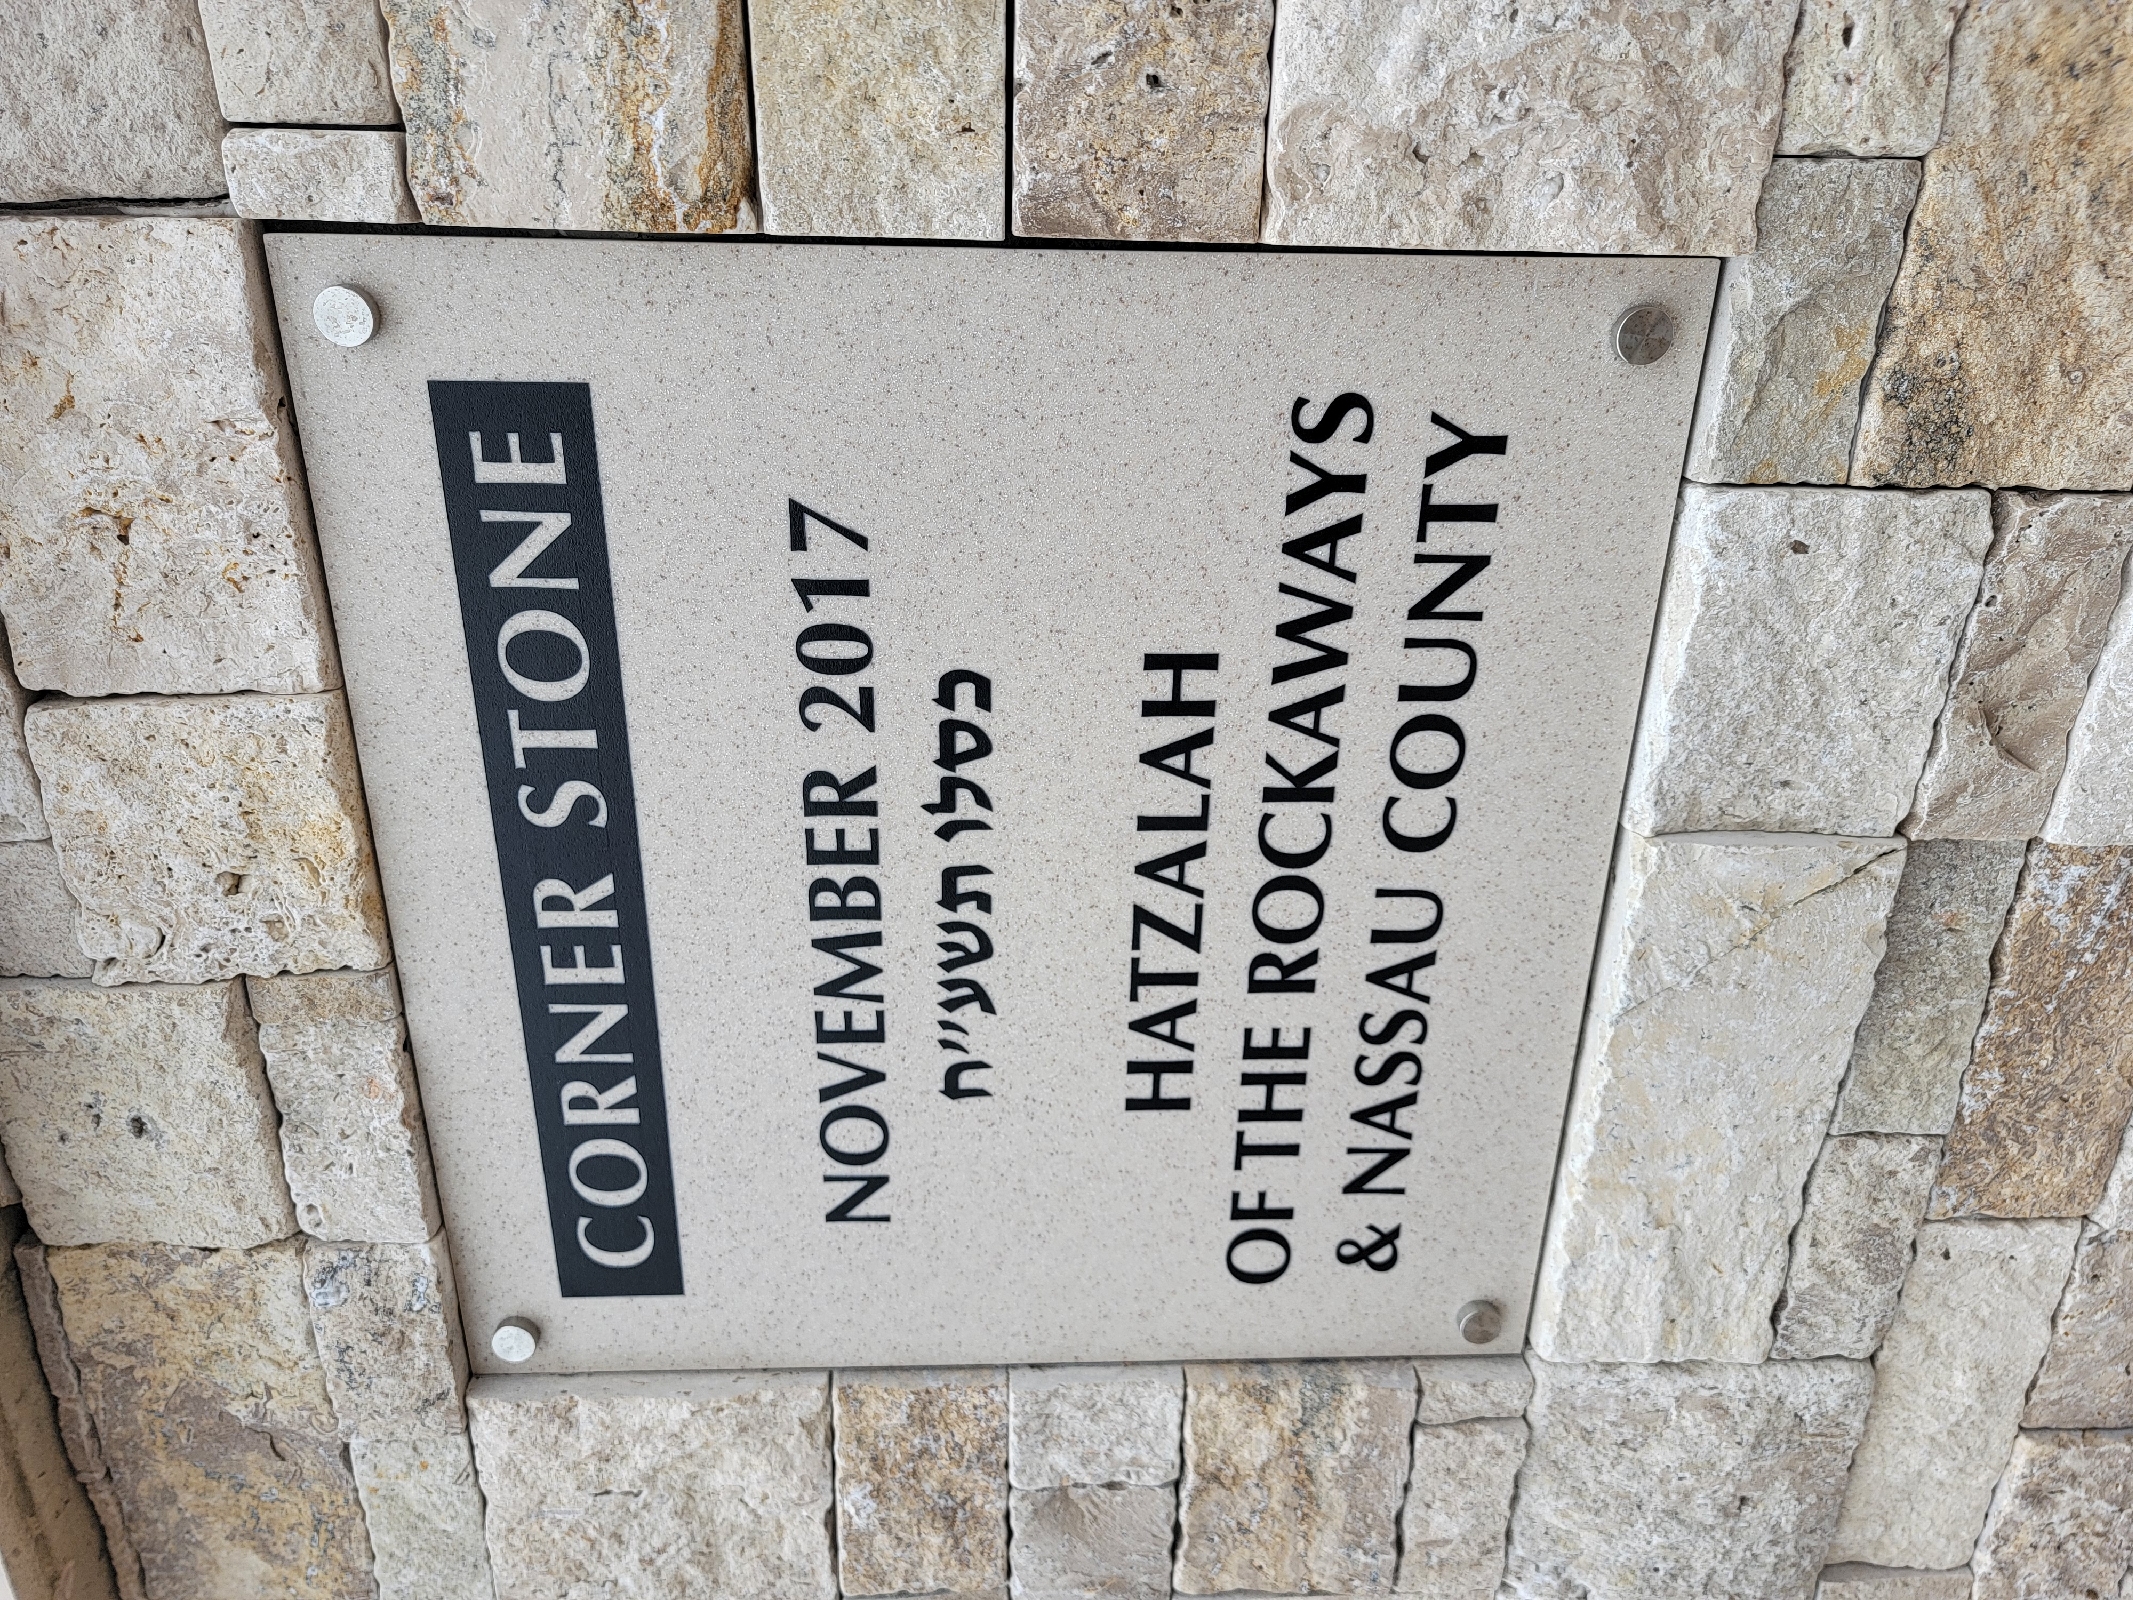 CORNER STONE
NOVEMBER 2017
כסלו תשע״ח
HATZALAH
OF THE ROCKAWAYS
& NASSAU COUNTY